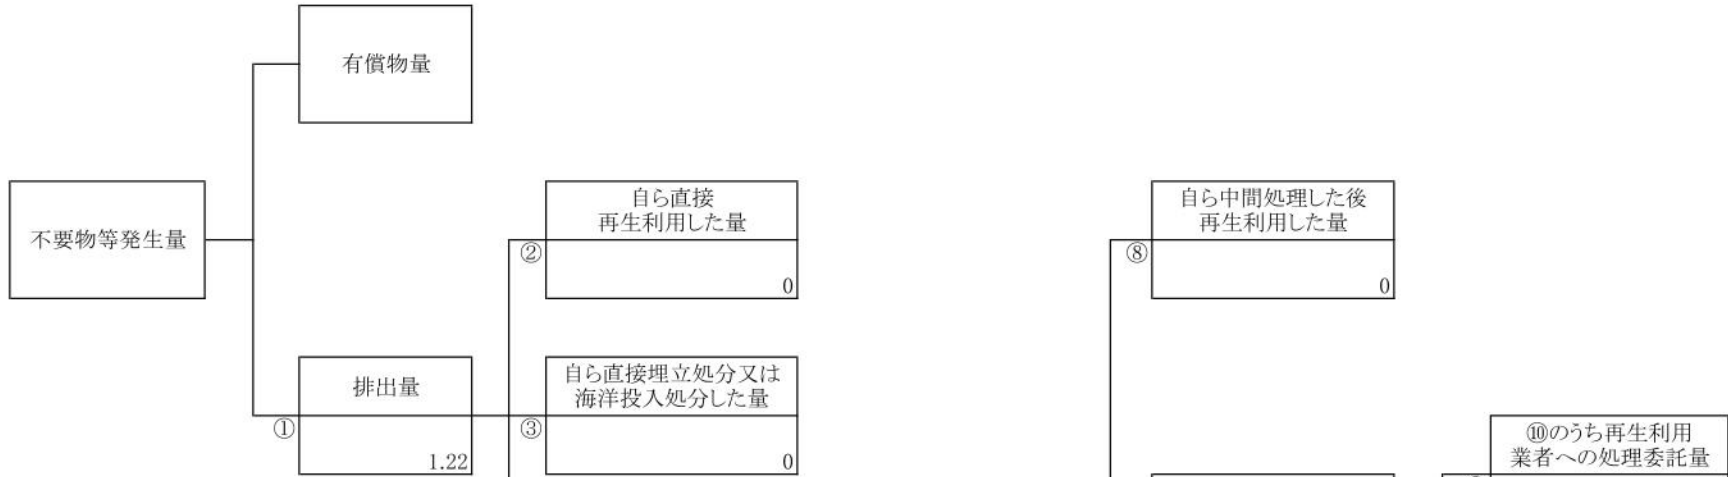 有償物量
不要物等発生量
自ら直接
再生利用した量
②
0
自ら中間処理した後
再生利用した量
⑧
0
排出量
①
1.22
自ら直接埋立処分又は
海洋投入処分した量
③
0
⑩のうち再生利用
業者への処理委託量